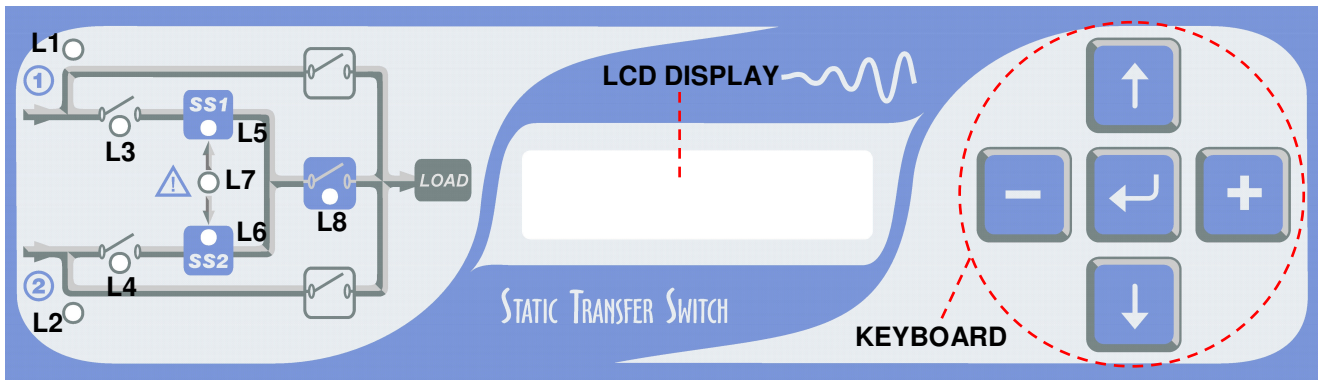 L1
1
SS1
L3
L5
L7
L8
LOAD
L6
SS2
2
L4
L2
LCD DISPLAY
STATIC TRANSFER SWITCH
KEYBOARD